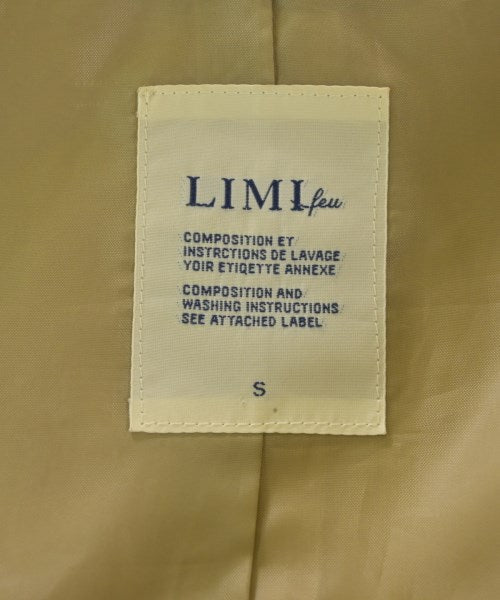 LIMI feu
COMPOSITION ET
INSTRCTIONS DE LAVAGE
YOIR ETIQETTE ANNEXE
COMPOSITION AND
WASHING INSTRUCTIONS
SEE ATTACHED LABEL
S